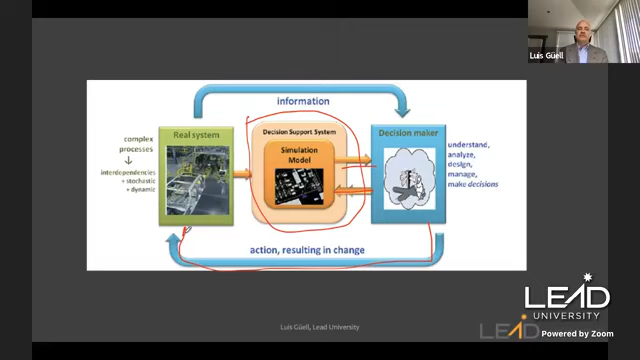 Luis Güell
information
Real system
Decision Support System
Simulation
Model
Decision maker
complex
processes
interdependencies
+ stochastic
+ dynamic
understand,
analyze,
design,
manage,
make decisions
action, resulting in change
Luis Güell, Lead University
LEAD
UNIVERSITY
LEAD
Powered by Zoom